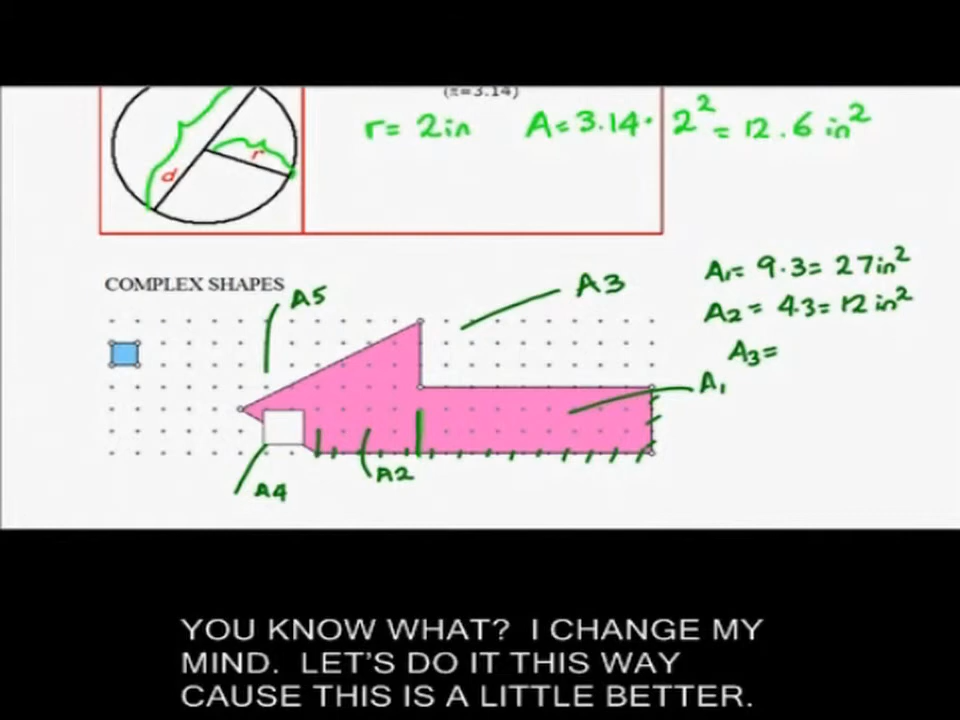 (π=3.14)
r= 2in A= 3.14· 2² = 12.6 in²
d
r
COMPLEX SHAPES
A5
A3
A1= 9·3= 27in²
A2 = 4·3= 12 in²
A3=
A1
A4
A2
YOU KNOW WHAT? I CHANGE MY
MIND. LET'S DO IT THIS WAY
CAUSE THIS IS A LITTLE BETTER.